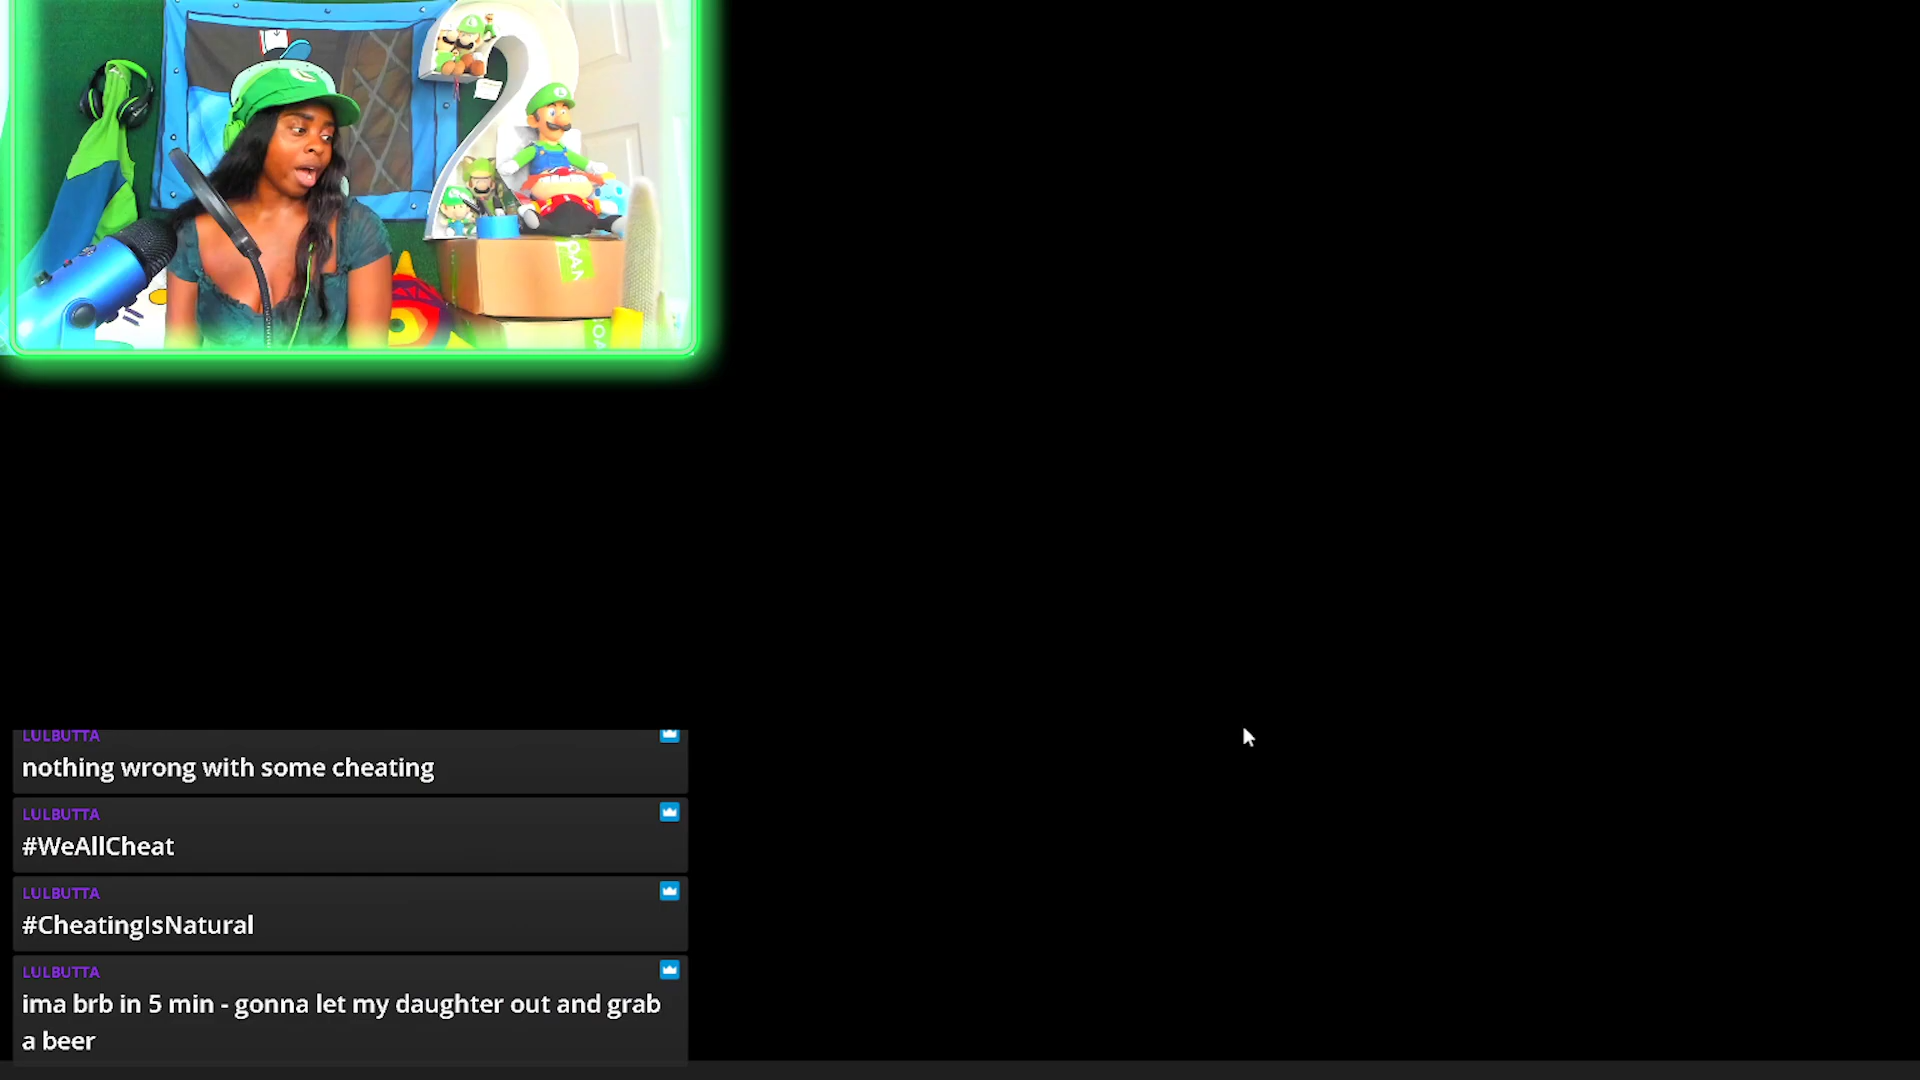 LULBUTTA
nothing wrong with some cheating
LULBUTTA
#WeAllCheat
LULBUTTA
#CheatingIsNatural
LULBUTTA
ima brb in 5 min - gonna let my daughter out and grab
a beer